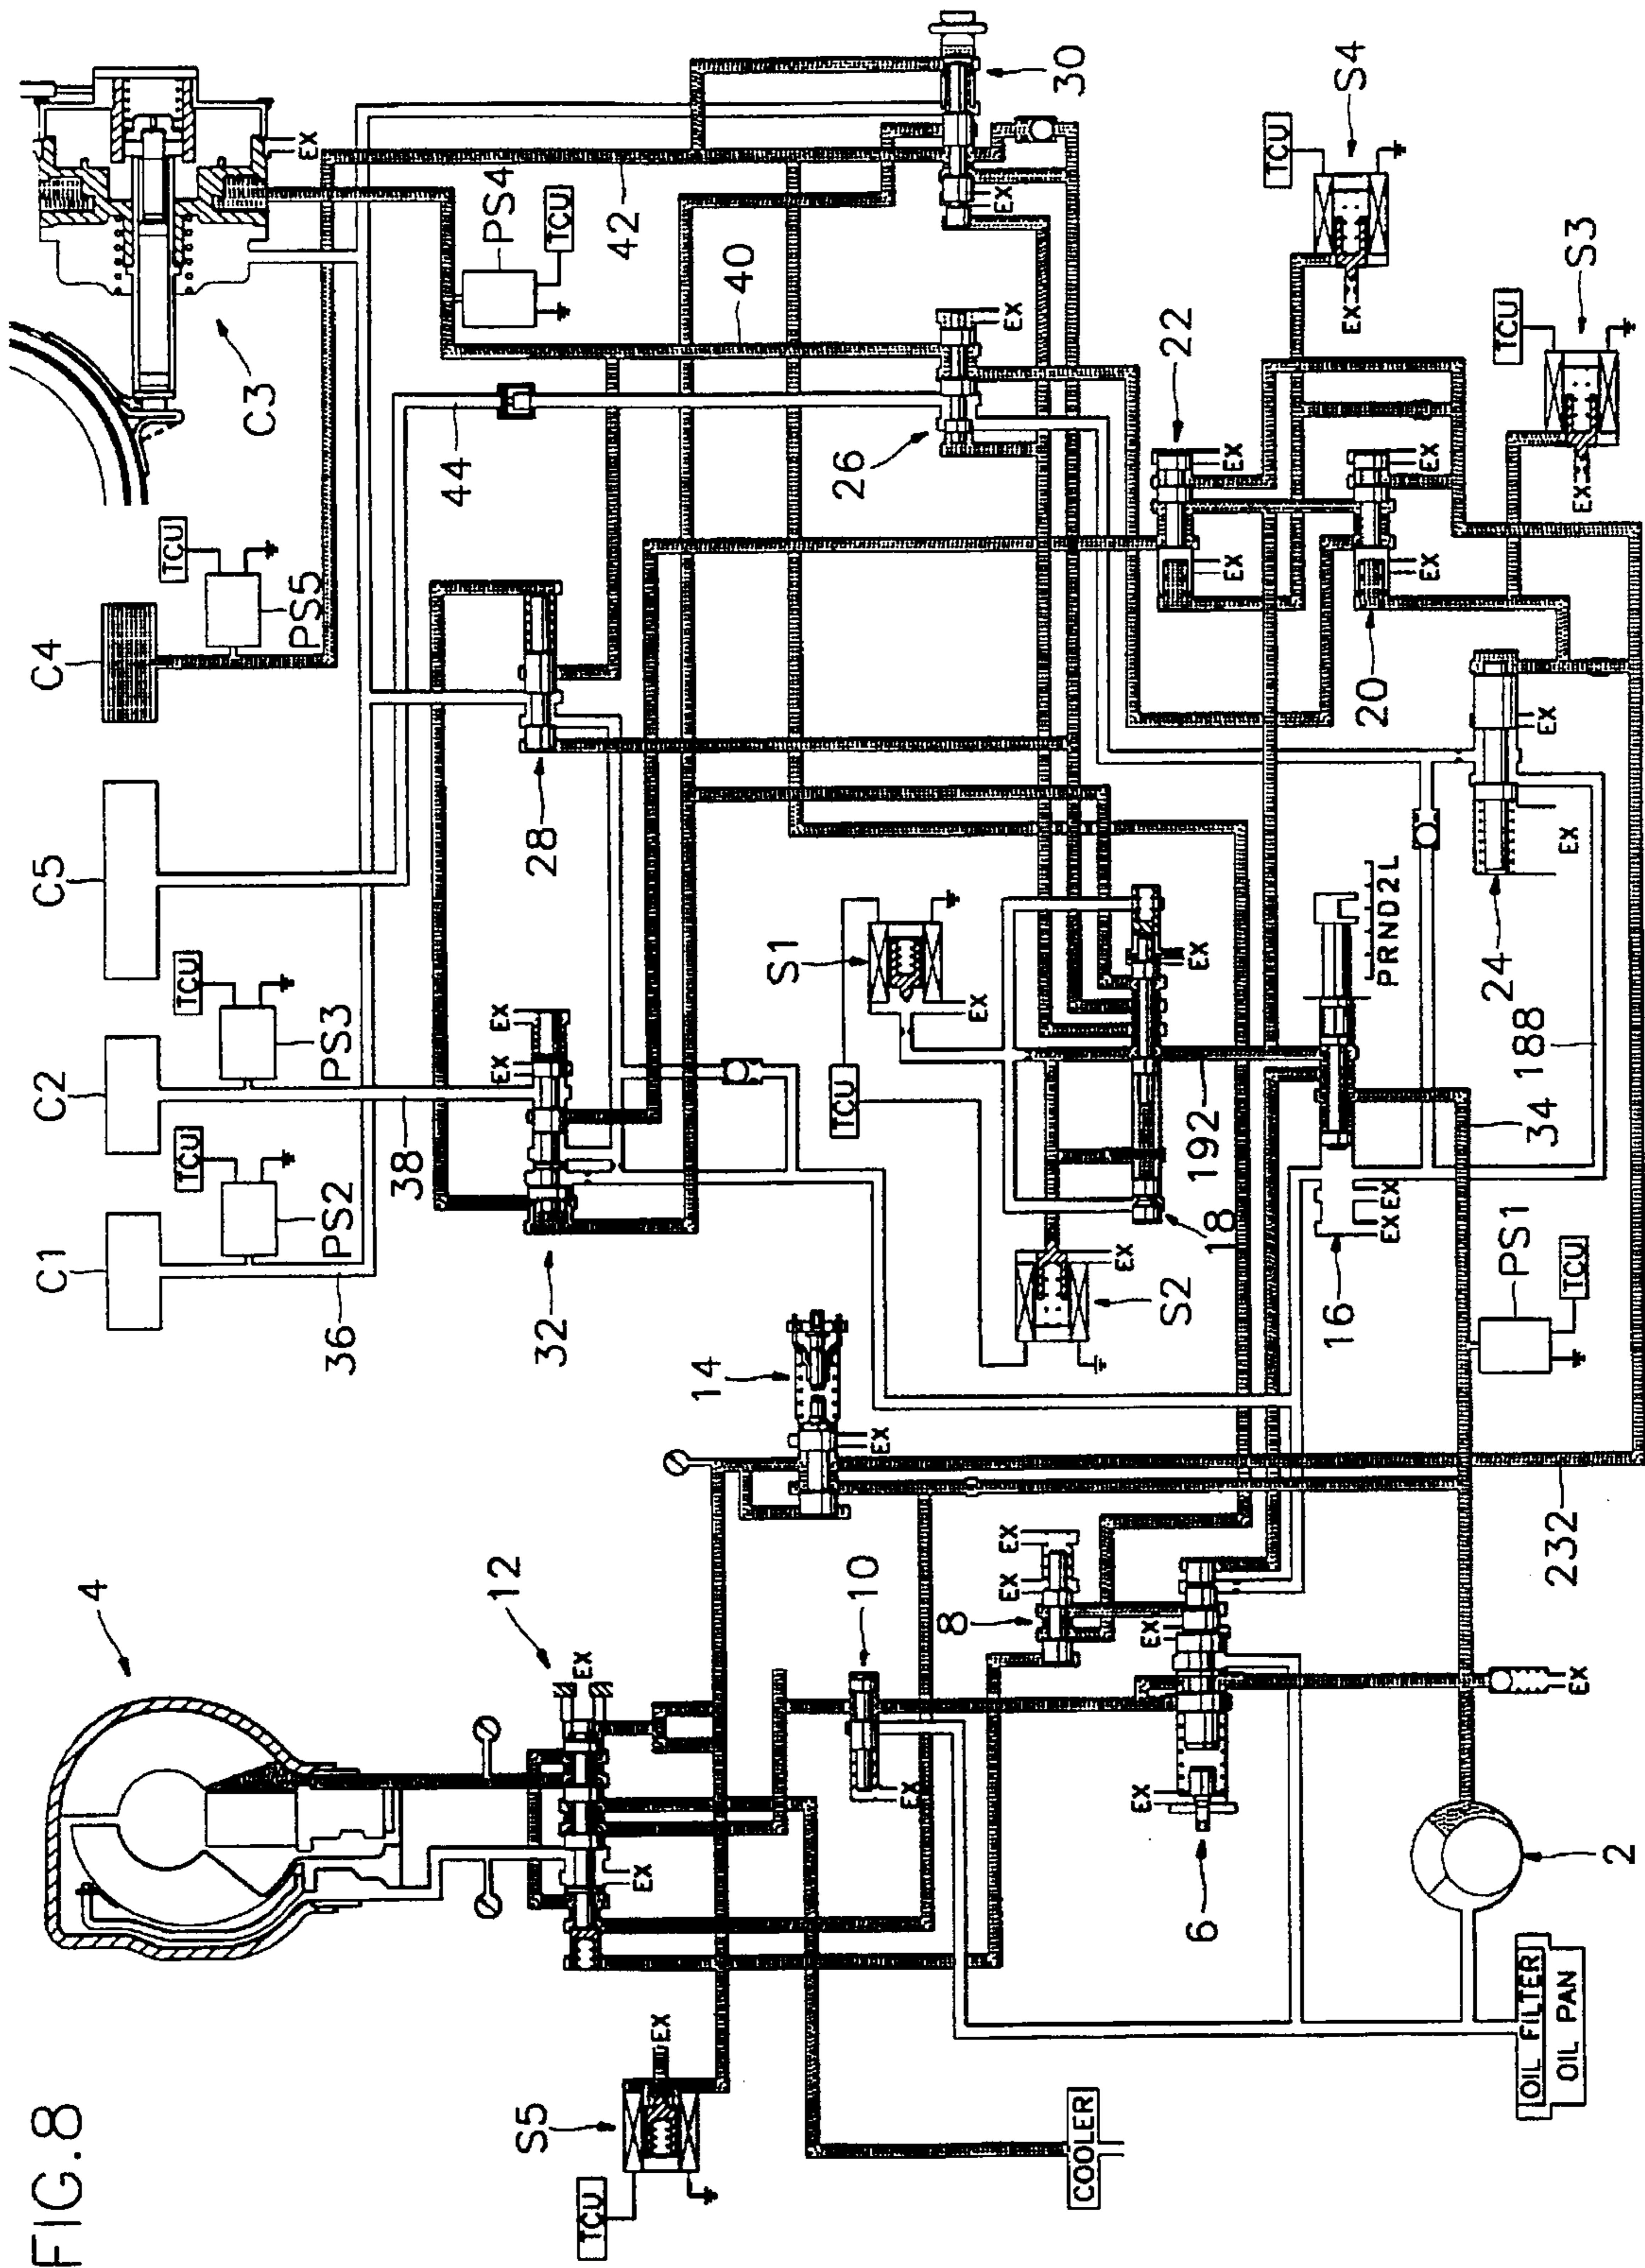 FIG.8
4
C1
C2
C5
C4
TCU
TCU
TCU
PS2
PS3
PS5
C3
EX
36
38
44
PS4
TCU
42
12
EX
32
EX
EX
28
40
S5
TCU
EX
EX
14
EX
S1
TCU
EX
10
EX
8
EX
EX
S2
EX
18
192
EX
26
EX
30
EX
COOLER
6
EX
EX
EX
16
EX
EX
PRND2L
22
EX
EX
S4
TCU
EX
20
EX
EX
24
EX
EX
S3
TCU
EX
OIL FILTER
OIL PAN
2
EX
232
PS1
TCU
34
188